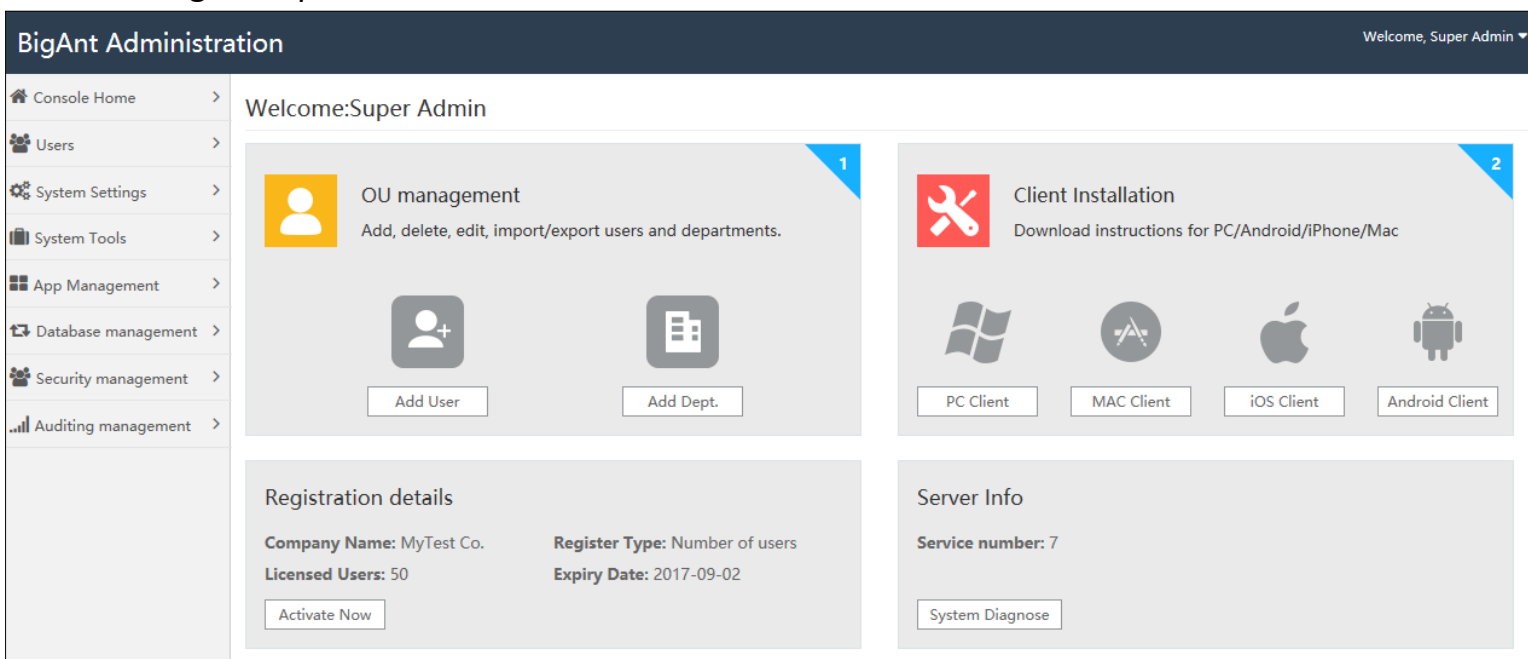 BigAnt Administration
Welcome, Super Admin
Console Home
Users
System Settings
System Tools
App Management
Database management
Security management
Auditing management
Welcome:Super Admin
1
OU management
Add, delete, edit, import/export users and departments.
Add User
Add Dept.
2
Client Installation
Download instructions for PC/Android/iPhone/Mac
PC Client
MAC Client
iOS Client
Android Client
Registration details
Company Name: MyTest Co.
Register Type: Number of users
Licensed Users: 50
Expiry Date: 2017-09-02
Activate Now
Server Info
Service number: 7
System Diagnose